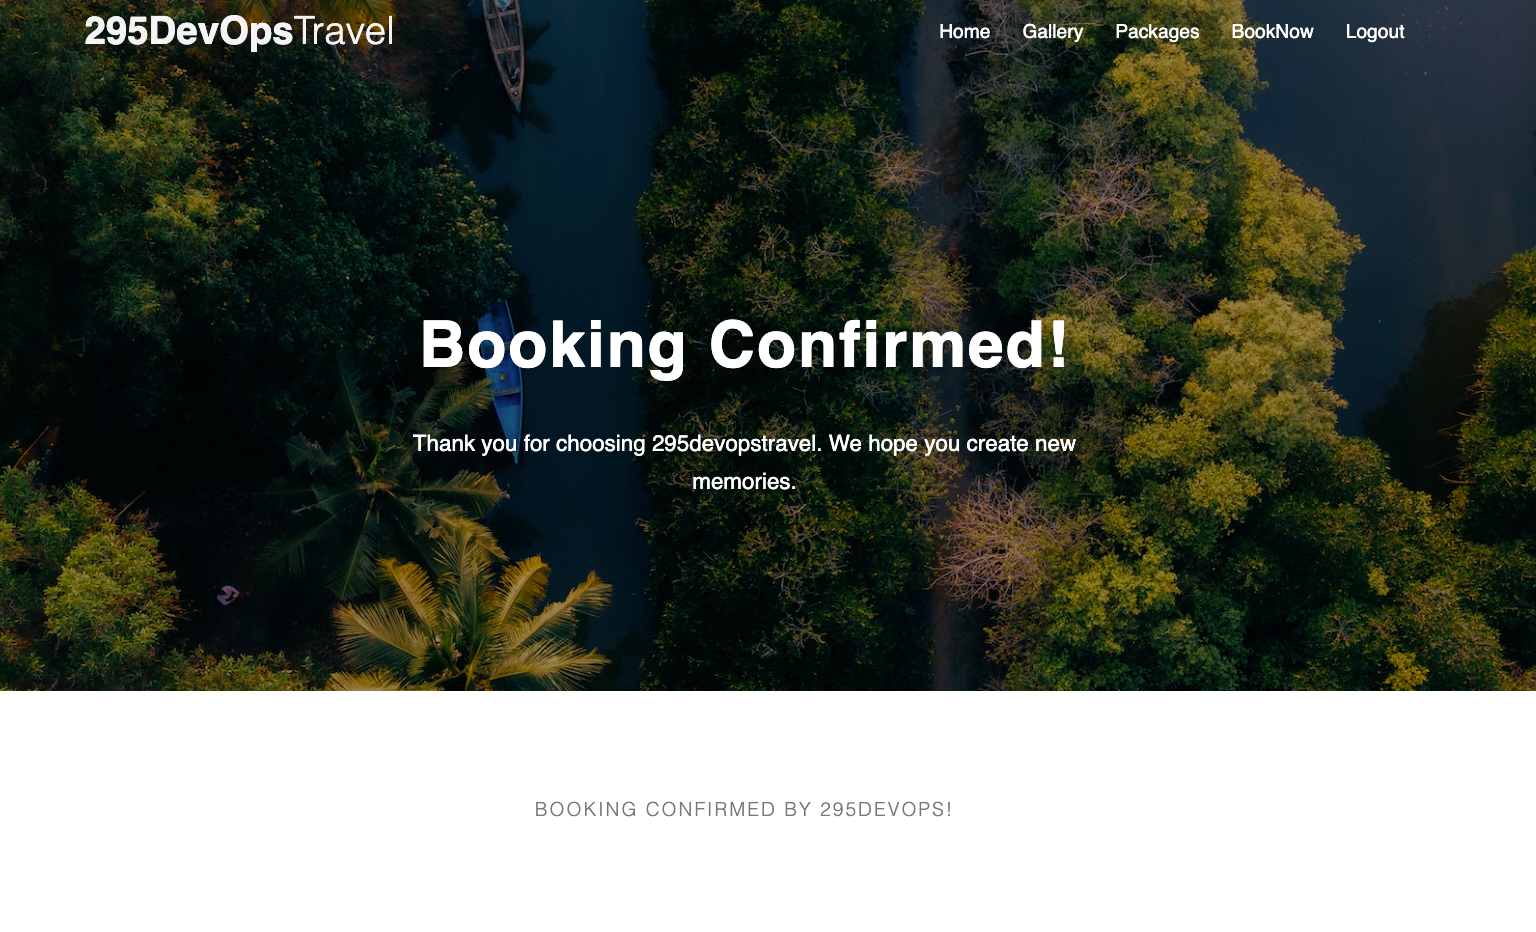 295DevOpsTravel
Home Gallery Packages BookNow Logout
Booking Confirmed!
Thank you for choosing 295devopstravel. We hope you create new
memories.
BOOKING CONFIRMED BY 295DEVOPS!